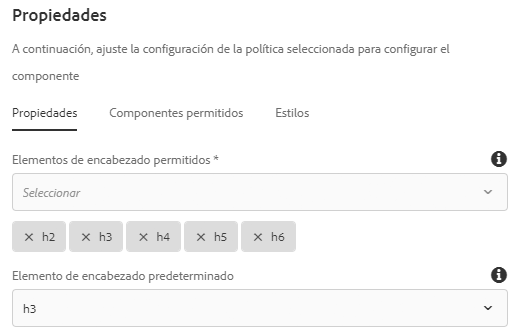 Propiedades
A continuación, ajuste la configuración de la política seleccionada para configurar el
componente
Propiedades Componentes permitidos Estilos
Elementos de encabezado permitidos *
Seleccionar
× h2 × h3 × h4 × h5 × h6
Elemento de encabezado predeterminado
h3